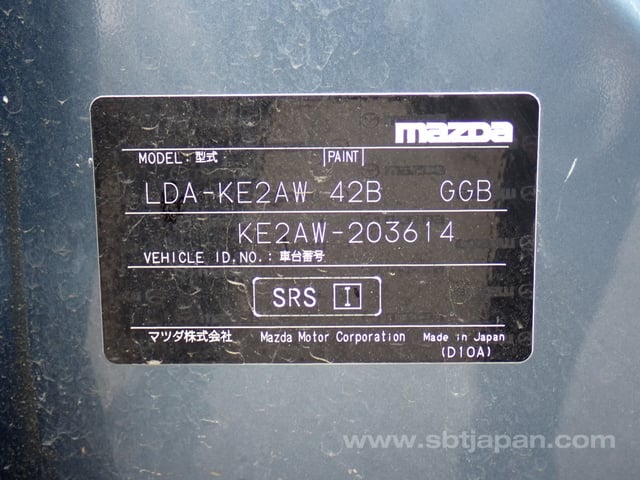 mazda
MODEL: 型式 |PAINT|
LDA-KE2AW 42B GGB
KE2AW-203614
VEHICLE ID.NO.: 車台番号
SRS I
マツダ株式会社 Mazda Motor Corporation Made in Japan
(D10A)
www.sbtjapan.com